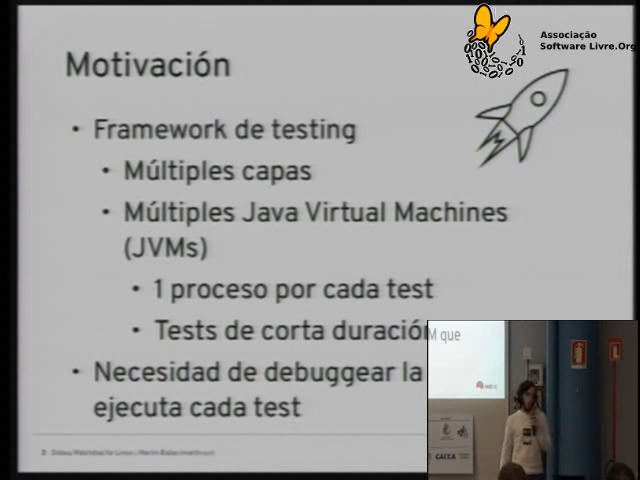 Associação
Software Livre.Org
Motivación
• Framework de testing
• Múltiples capas
• Múltiples Java Virtual Machines
(JVMs)
• 1 proceso por cada test
• Tests de corta duración
M que
• Necesidad de debuggear la
ejecuta cada test
CAIXA